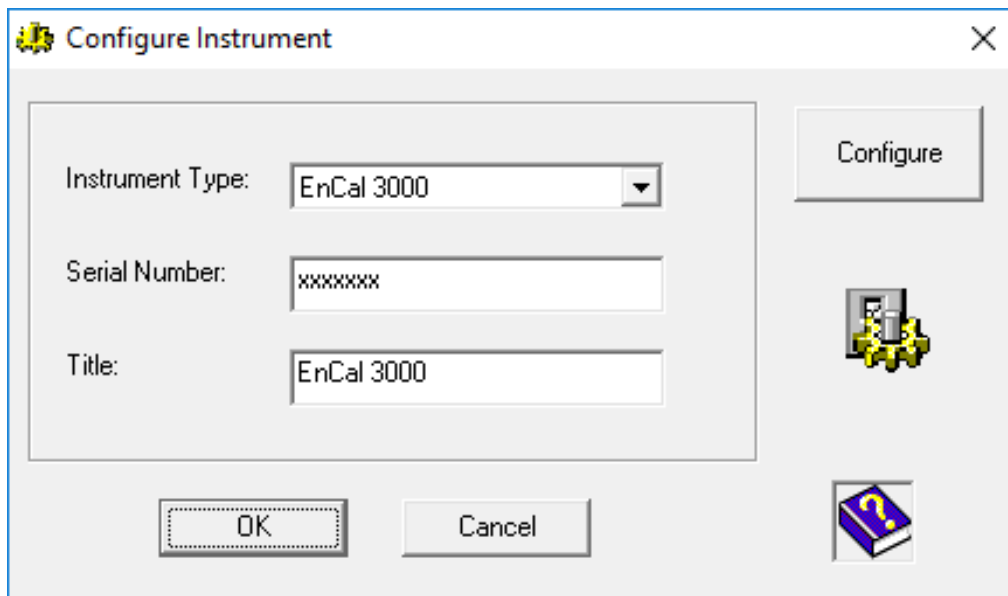 Configure Instrument
Configure
Instrument Type: EnCal 3000
Serial Number: xxxxxxx
Title: EnCal 3000
OK Cancel
?